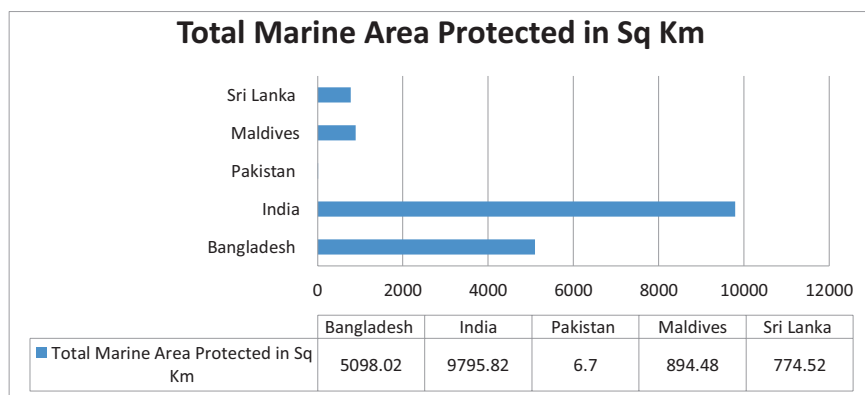 Total Marine Area Protected in Sq Km
Sri Lanka
Maldives
Pakistan
India
Bangladesh
0 2000 4000 6000 8000 10000 12000
Bangladesh India Pakistan Maldives Sri Lanka
Total Marine Area Protected in Sq
Km
5098.02 9795.82 6.7 894.48 774.52